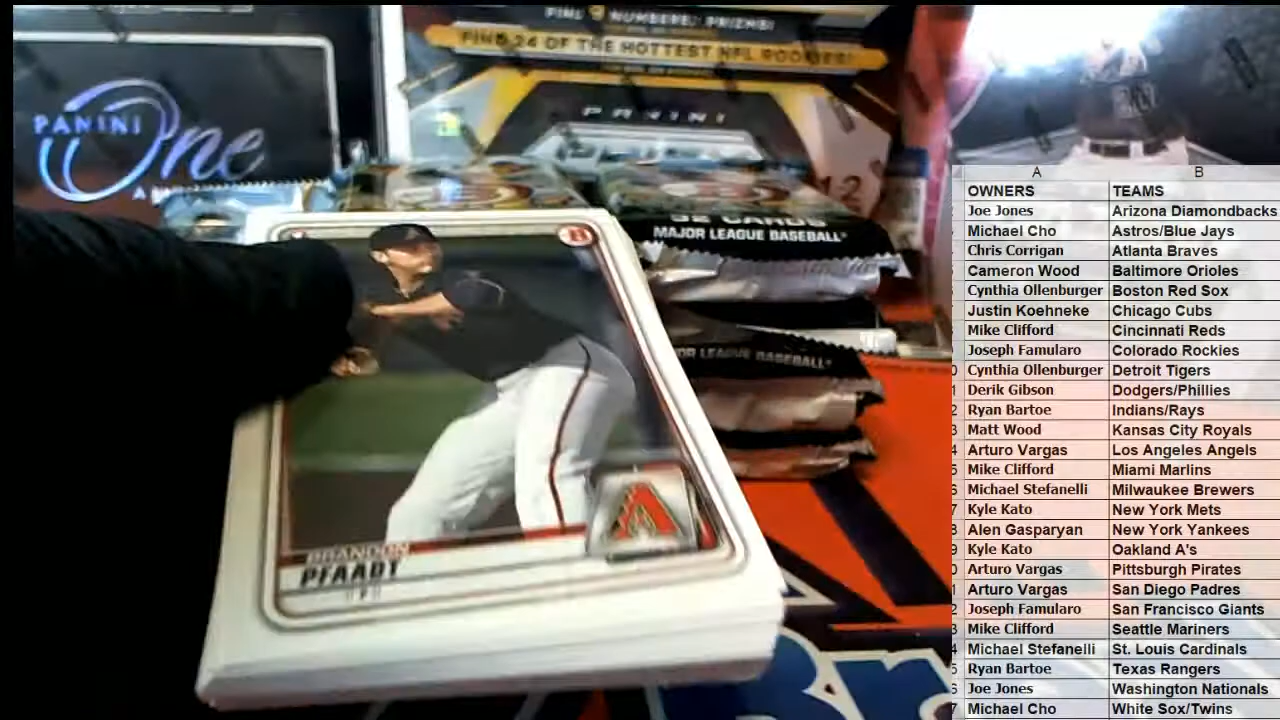 FIND 9 NUMBERED PRIZMS!
FIND 24 OF THE HOTTEST NFL ROOKIES!
PANINI
PANINI
One
32 CARDS
MAJOR LEAGUE BASEBALL
LEAGUE BASEBALL
B
BRANDON
PFAADT
P
A
A B
OWNERS TEAMS
Joe Jones Arizona Diamondbacks
Michael Cho Astros/Blue Jays
Chris Corrigan Atlanta Braves
Cameron Wood Baltimore Orioles
Cynthia Ollenburger Boston Red Sox
Justin Koehneke Chicago Cubs
Mike Clifford Cincinnati Reds
Joseph Famularo Colorado Rockies
Cynthia Ollenburger Detroit Tigers
Derik Gibson Dodgers/Phillies
Ryan Bartoe Indians/Rays
Matt Wood Kansas City Royals
Arturo Vargas Los Angeles Angels
Mike Clifford Miami Marlins
Michael Stefanelli Milwaukee Brewers
Kyle Kato New York Mets
Alen Gasparyan New York Yankees
Kyle Kato Oakland A's
Arturo Vargas Pittsburgh Pirates
Arturo Vargas San Diego Padres
Joseph Famularo San Francisco Giants
Mike Clifford Seattle Mariners
Michael Stefanelli St. Louis Cardinals
Ryan Bartoe Texas Rangers
Joe Jones Washington Nationals
Michael Cho White Sox/Twins